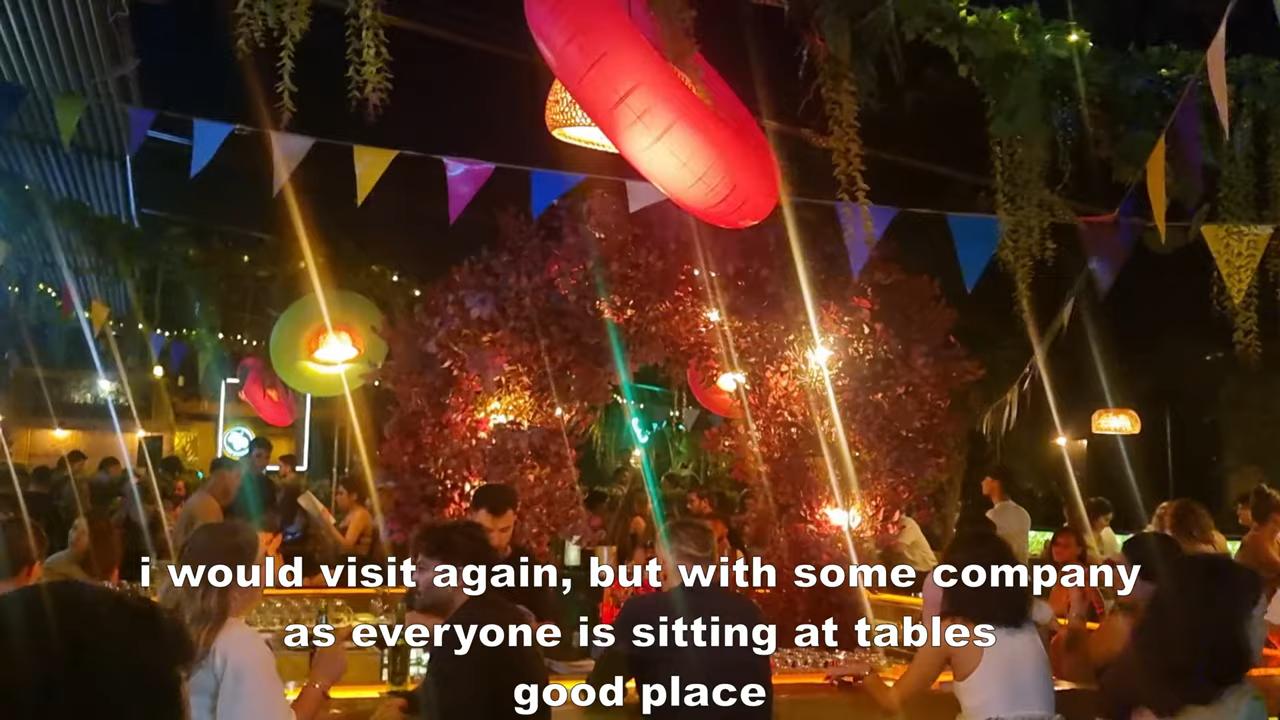 i would visit again, but with some company
as everyone is sitting at tables
good place